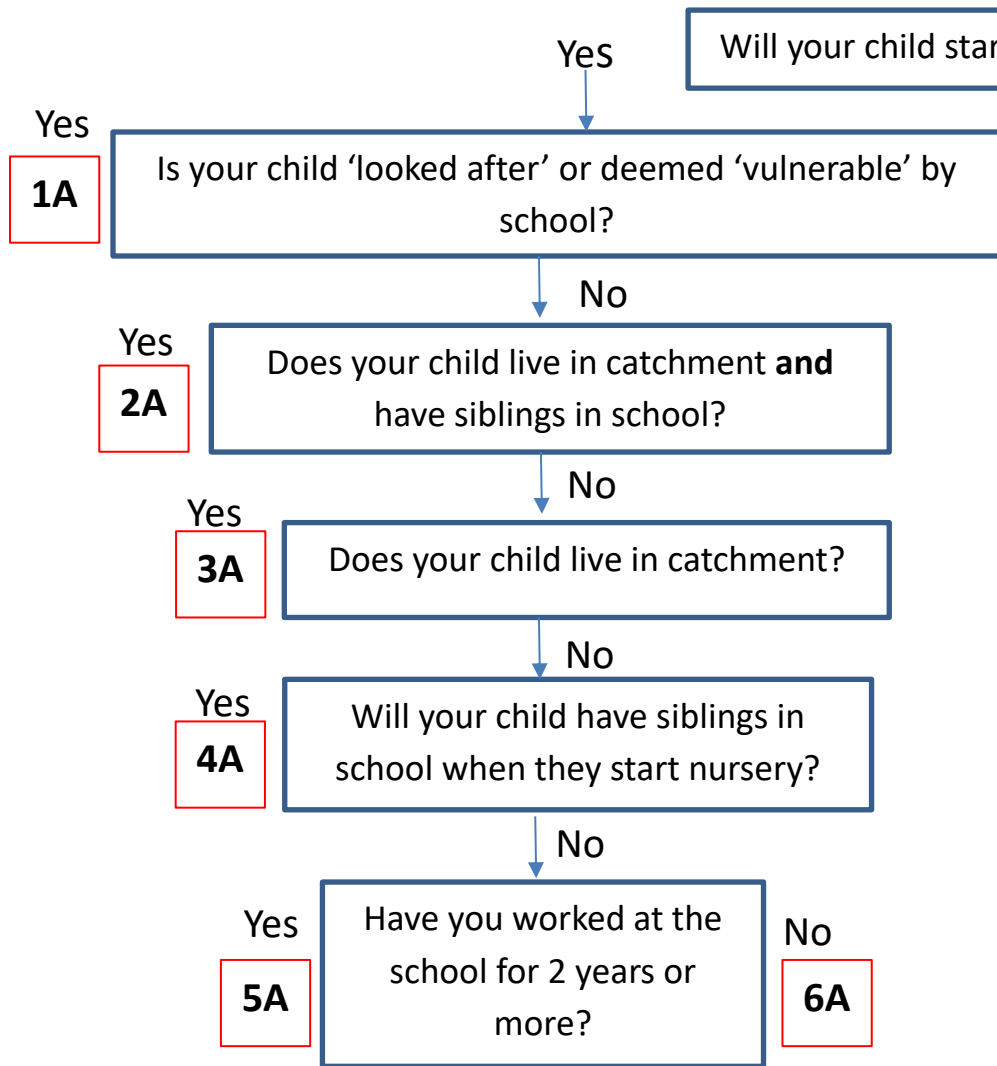 Will your child star
Yes
Yes
1A
Is your child ‘looked after’ or deemed ‘vulnerable’ by
school?
No
Yes
2A
Does your child live in catchment and
have siblings in school?
No
Yes
3A
Does your child live in catchment?
No
Yes
4A
Will your child have siblings in
school when they start nursery?
No
Yes
5A
Have you worked at the
school for 2 years or
more?
No
6A